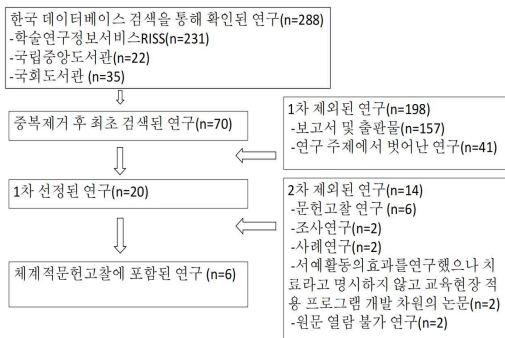 한국 데이터베이스 검색을 통해 확인된 연구(n=288)
-학술연구정보서비스RISS(n=231)
-국립중앙도서관(n=22)
-국회도서관(n=35)
중복제거 후 최초 검색된 연구(n=70)
1차 제외된 연구(n=198)
-보고서 및 출판물(n=157)
-연구 주제에서 벗어난 연구(n=41)
1차 선정된 연구(n=20)
2차 제외된 연구(n=14)
-문헌고찰 연구 (n=6)
-조사연구(n=2)
-사례연구(n=2)
-서예활동의효과를연구했으나 치
료라고 명시하지 않고 교육현장 적
용 프로그램 개발 차원의 논문(n=2)
-원문 열람 불가 연구(n=2)
체계적문헌고찰에 포함된 연구 (n=6)